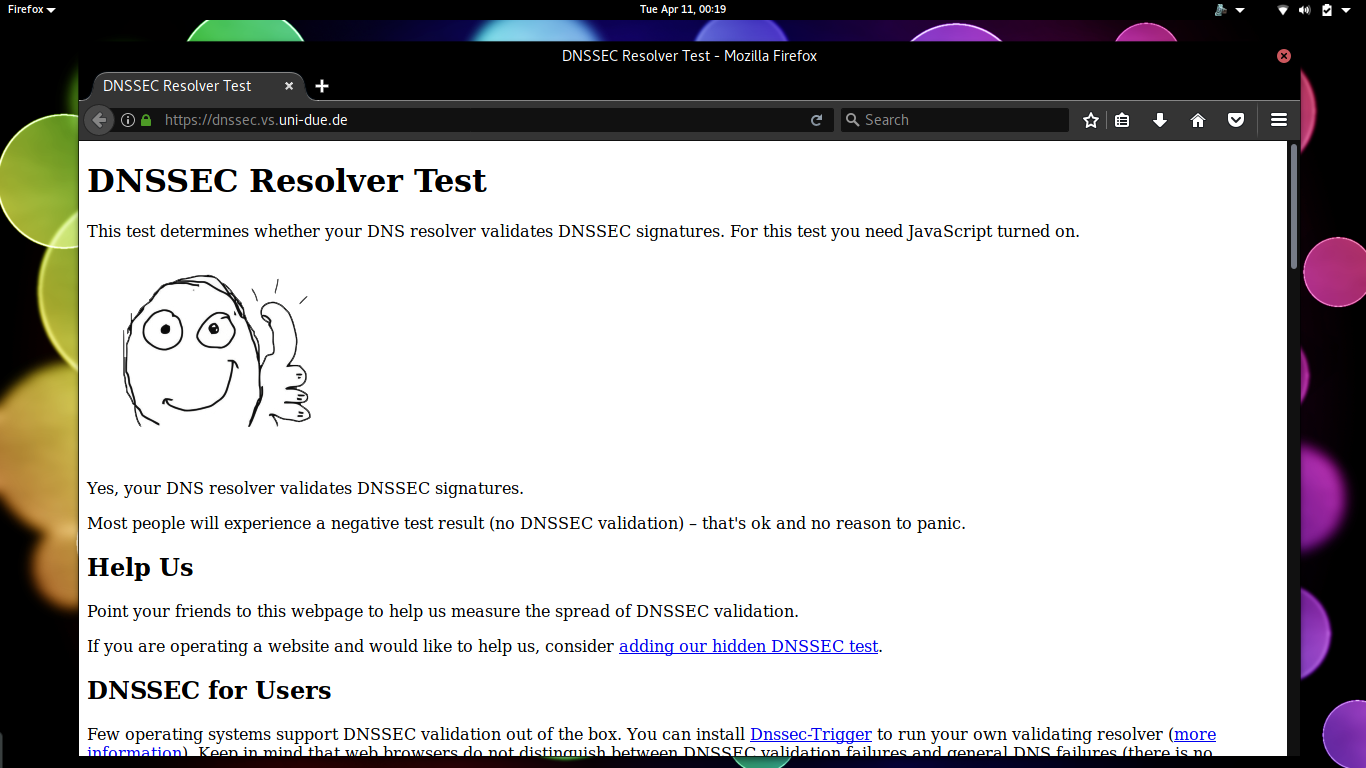 Firefox
Tue Apr 11, 00:19
DNSSEC Resolver Test - Mozilla Firefox
DNSSEC Resolver Test
https://dnssec.vs.uni-due.de
Search
DNSSEC Resolver Test
This test determines whether your DNS resolver validates DNSSEC signatures. For this test you need JavaScript turned on.
Yes, your DNS resolver validates DNSSEC signatures.
Most people will experience a negative test result (no DNSSEC validation) – that's ok and no reason to panic.
Help Us
Point your friends to this webpage to help us measure the spread of DNSSEC validation.
If you are operating a website and would like to help us, consider adding our hidden DNSSEC test.
DNSSEC for Users
Few operating systems support DNSSEC validation out of the box. You can install Dnssec-Trigger to run your own validating resolver (more
information). Keep in mind that web browsers do not distinguish between DNSSEC validation failures and general DNS failures (there is no